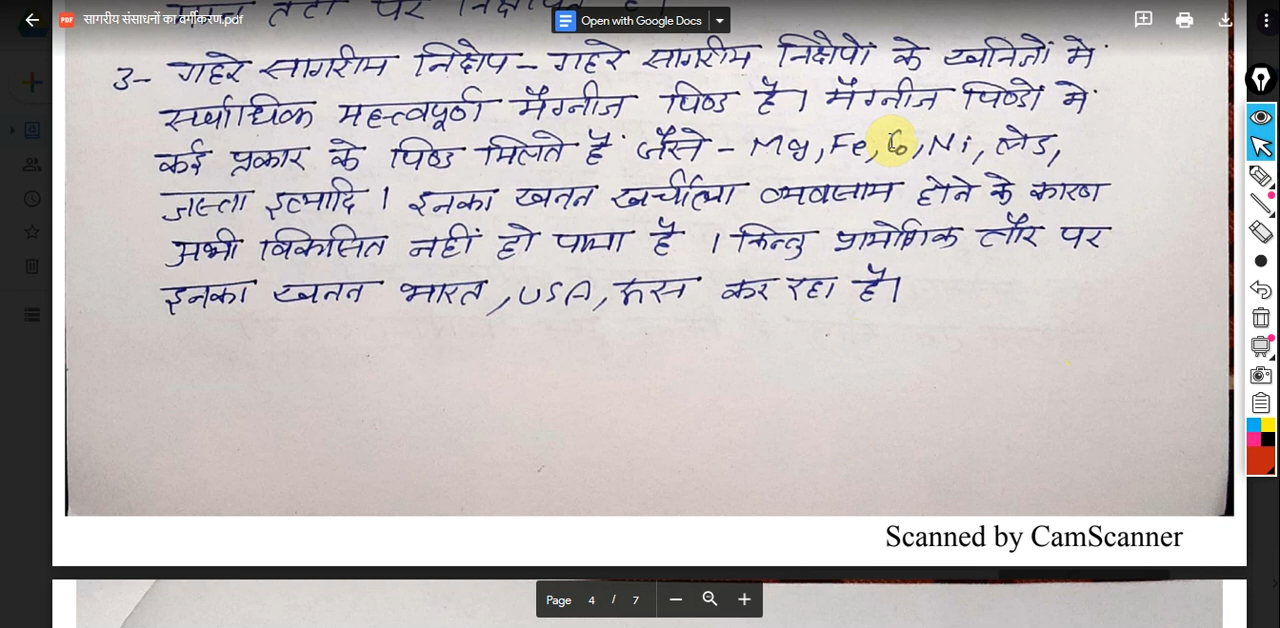 सागरीय संसाधनों का वर्गीकरण.pdf
Open with Google Docs
3- गहरे सागरीय निक्षेप - गहरे सागरीय निक्षेपों के खनिजों में
सर्वाधिक महत्त्वपूर्ण मैग्नीज पिण्ड है। मैग्नीज पिण्डों में
कई प्रकार के पिण्ड मिलते हैं जैसे - Mg, Fe, Co, Ni, लेड,
जस्ता इत्यादि । इनका खनन खर्चीला व्यवसाय होने के कारण
अभी विकसित नहीं हो पाया है । किन्तु प्रायोगिक तौर पर
इनका खनन भारत, USA, रूस कर रहा है।
Scanned by CamScanner
Page 4 / 7